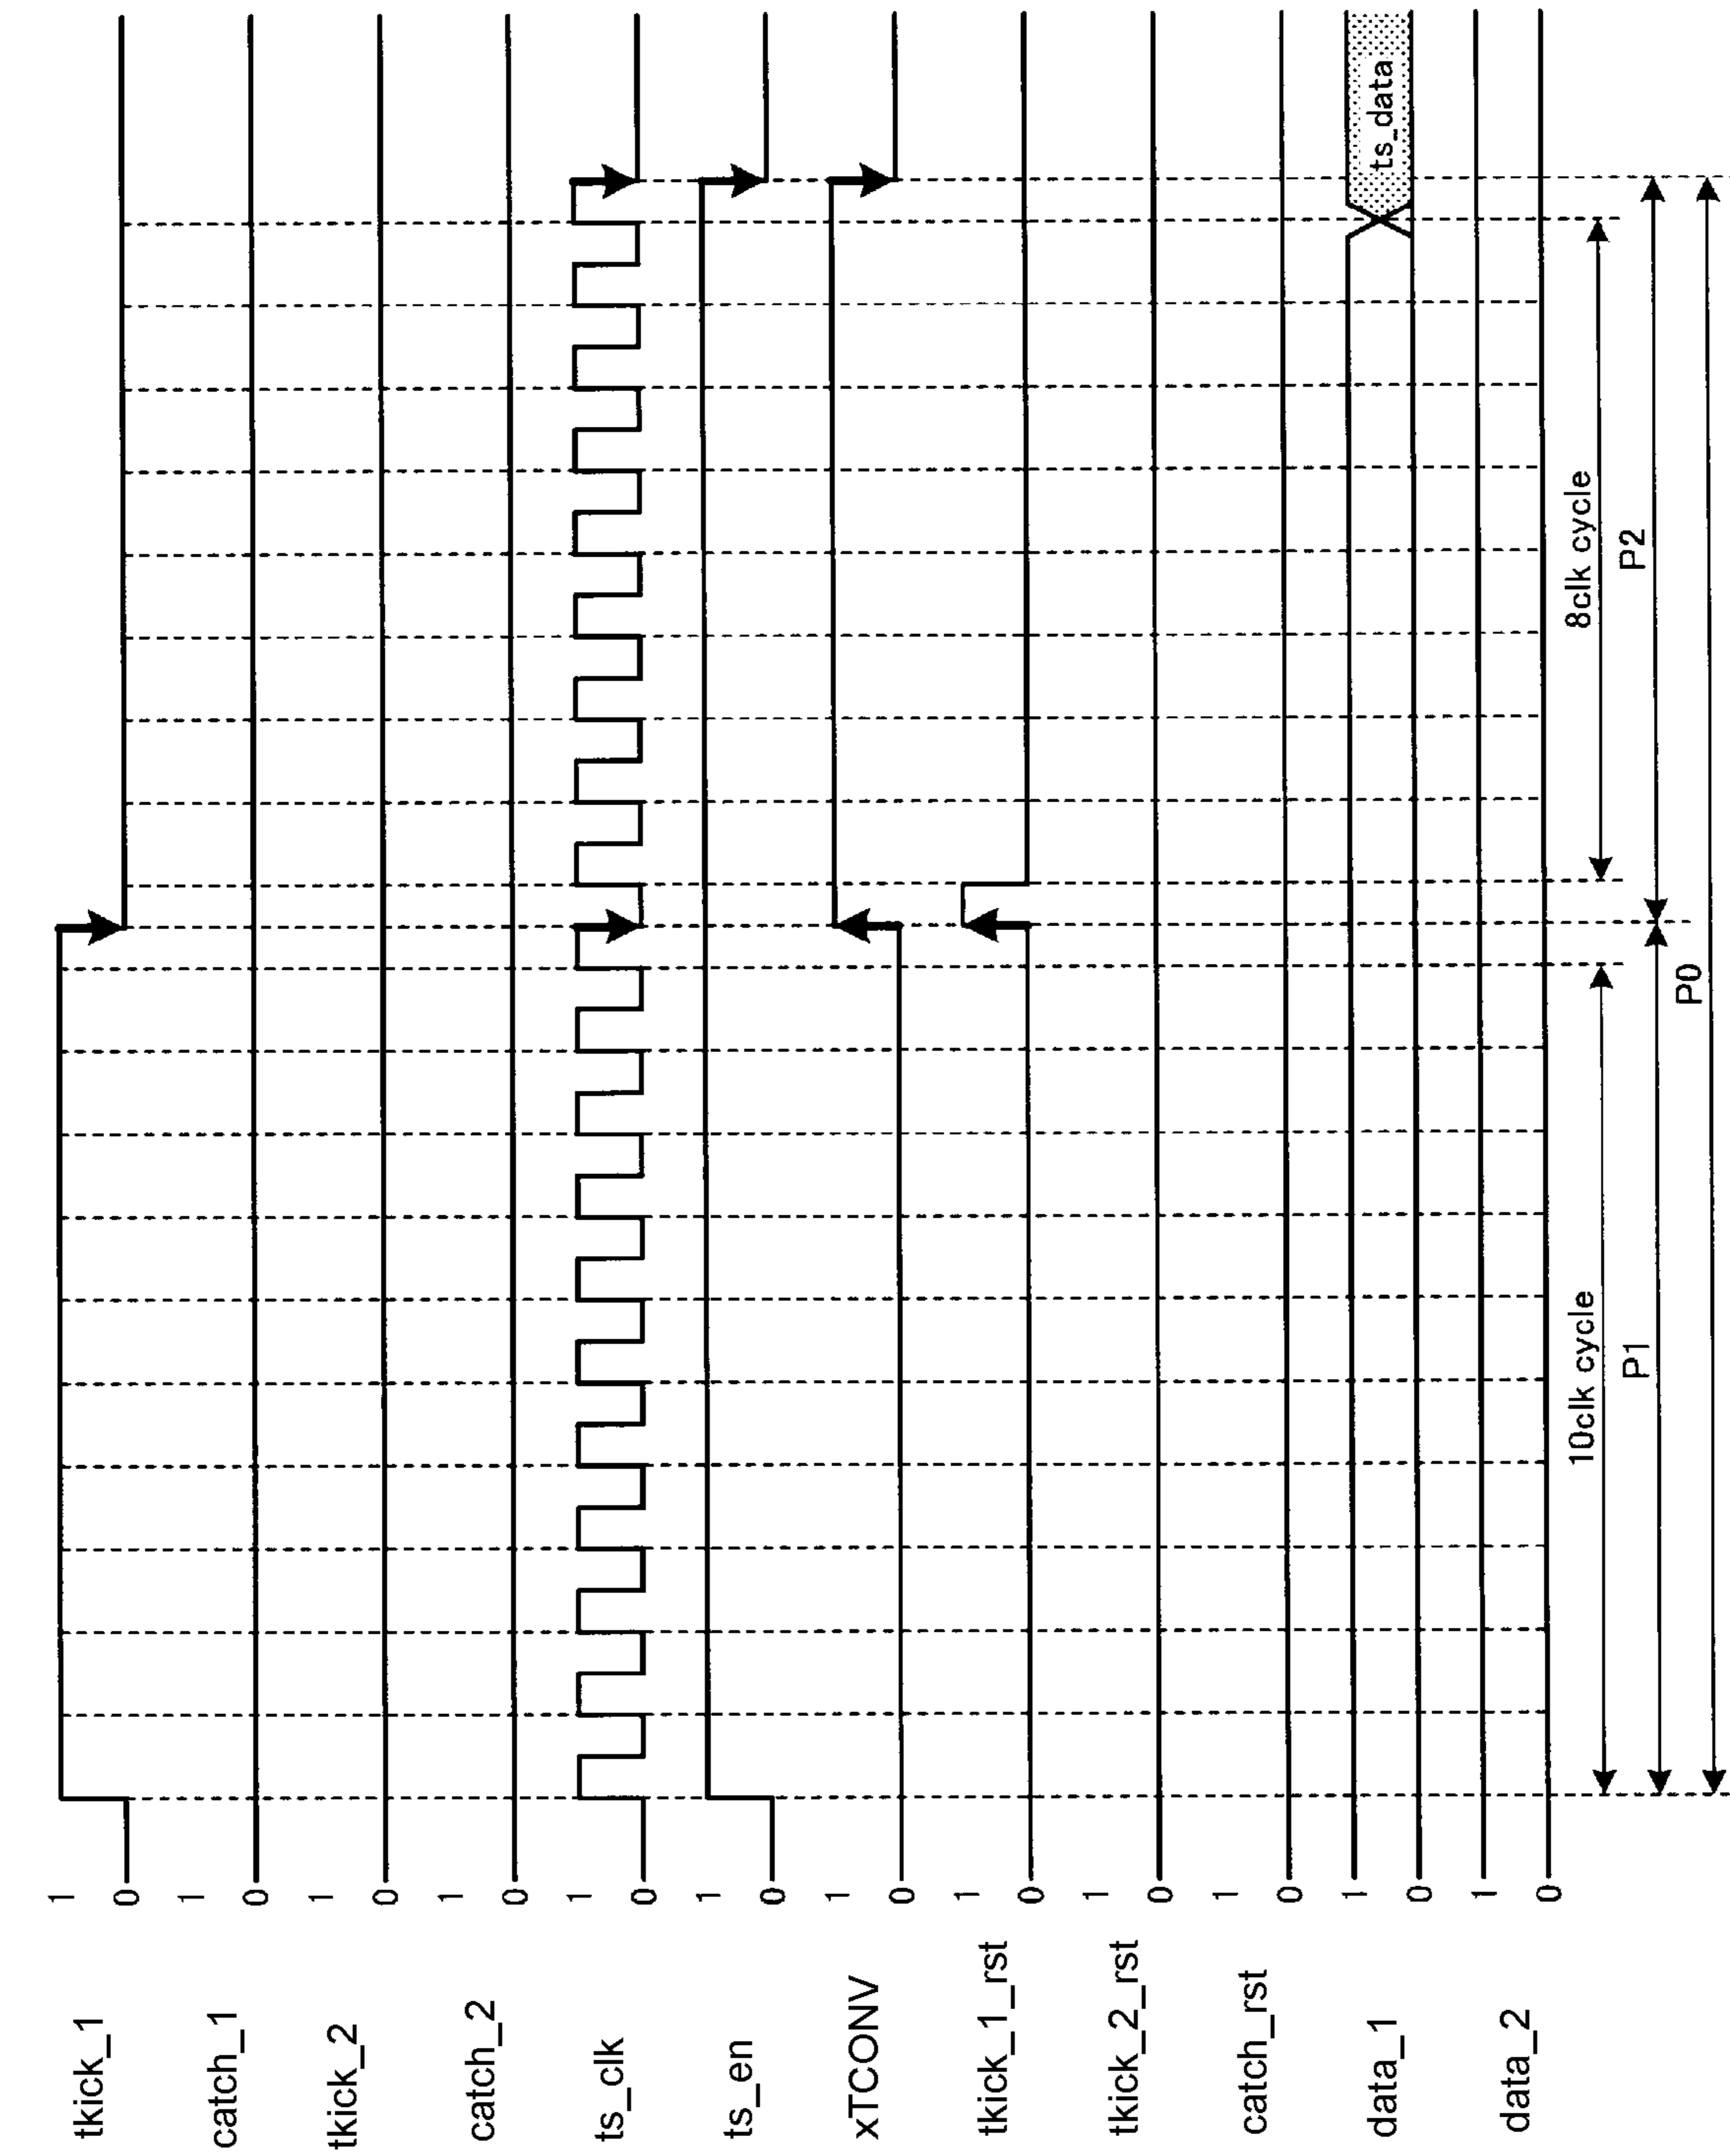 tkick_1 1 0
catch_1 1 0
tkick_2 1 0
catch_2 1 0
ts_clk 1 0
ts_en 1 0
xTCONV 1 0
tkick_1_rst 1 0
tkick_2_rst 1 0
catch_rst 1 0
data_1 1 0 ts_data
data_2 1 0
10clk cycle 8clk cycle
P1 P2
P0